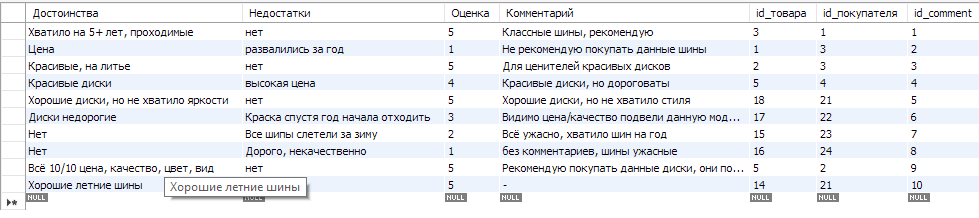 Достоинства Недостатки Оценка Комментарий id_товара id_покупателя id_comment
Хватило на 5+ лет, проходимые нет 5 Классные шины, рекомендую 3 1 1
Цена развалились за год 1 Не рекомендую покупать данные шины 1 3 2
Красивые, на литье нет 5 Для ценителей красивых дисков 2 3 3
Красивые диски высокая цена 4 Красивые диски, но дороговаты 5 2 4
Хорошие диски, но не хватило яркости нет 5 Хорошие диски, но не хватило стиля 18 21 5
Диски недорогие Краска спустя год начала отходить 3 Видимо цена/качество подвели данную мод... 17 22 6
Нет Все шипы слетели за зиму 2 Всё ужасно, хватило шин на год 15 23 7
Нет Дорого, некачественно 1 без комментариев, шины ужасные 16 24 8
Всё 10/10 цена, качество, цвет, вид нет 5 Рекомендую покупать данные диски, они по... 5 2 9
Хорошие летние шины Хорошие летние шины 5 - 14 21 10
NULL NULL NULL NULL NULL NULL NULL